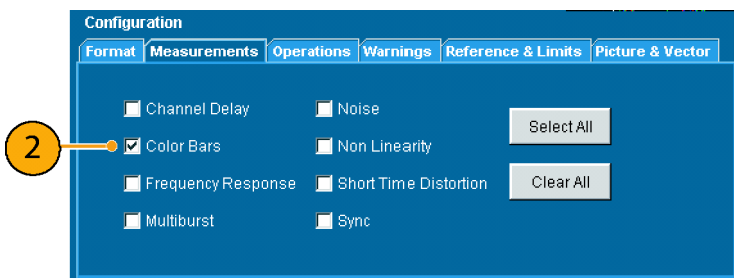 Configuration
Format Measurements Operations Warnings Reference & Limits Picture & Vector
Channel Delay Noise
Select All
2 Color Bars Non Linearity
Frequency Response Short Time Distortion Clear All
Multiburst Sync